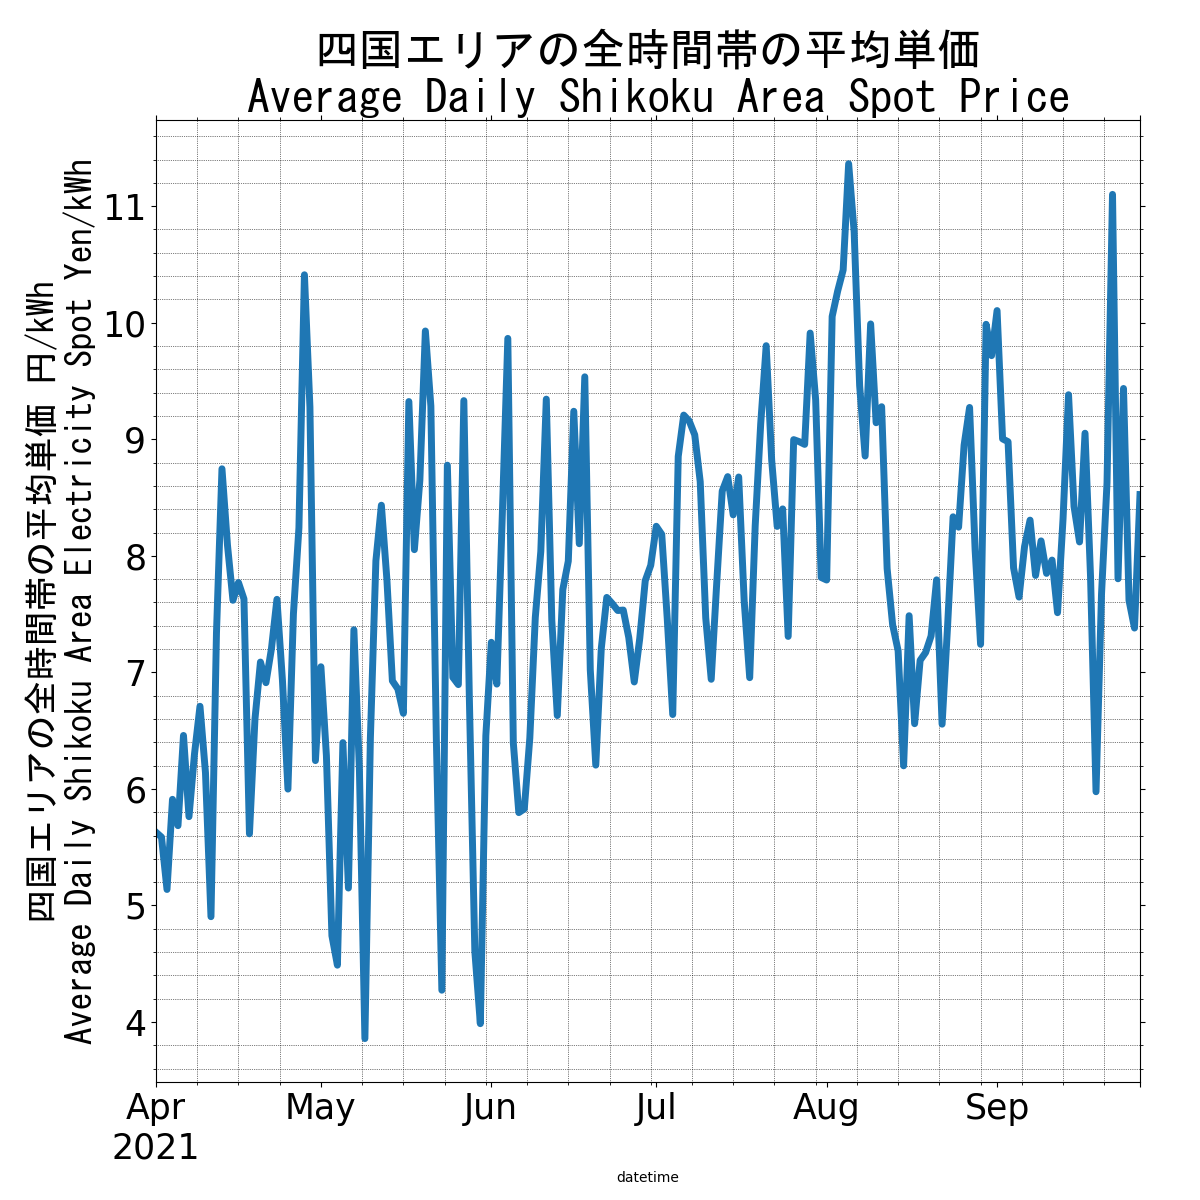 四国エリアの全時間帯の平均単価
Average Daily Shikoku Area Spot Price
四国エリアの全時間帯の平均単価 円/kWh
Average Daily Shikoku Area Electricity Spot Yen/kWh
11
10
9
8
7
6
5
4
Apr
2021
May
Jun
Jul
Aug
Sep
datetime